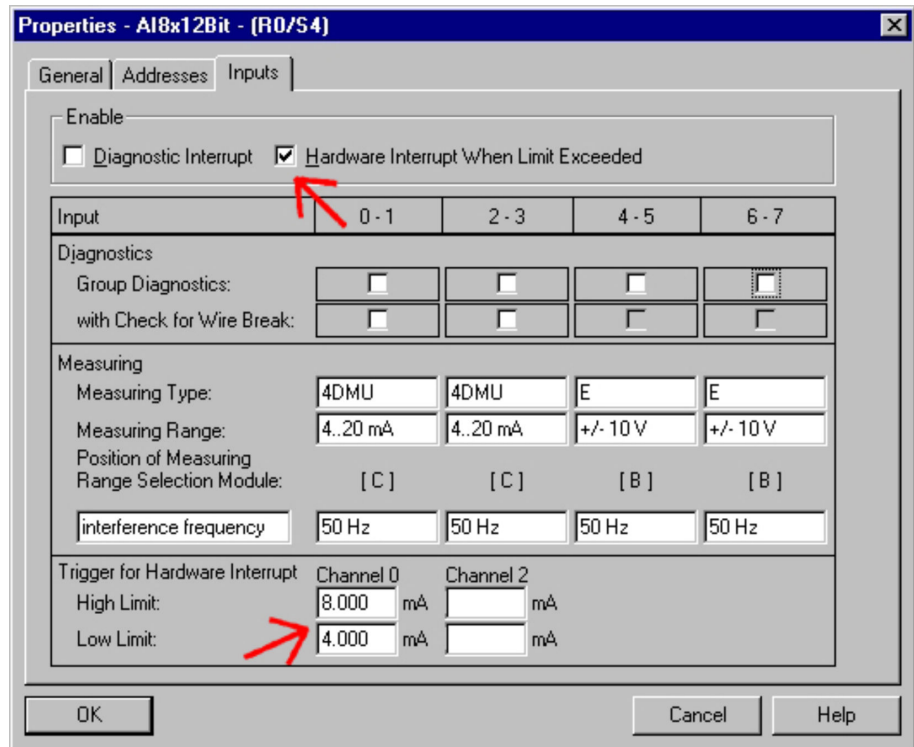 Properties - AI8x12Bit - (R0/S4)
General Addresses Inputs
Enable
Diagnostic Interrupt Hardware Interrupt When Limit Exceeded
Input 0 - 1 2 - 3 4 - 5 6 - 7
Diagnostics
Group Diagnostics:
with Check for Wire Break:
Measuring
Measuring Type: 4DMU 4DMU E E
Measuring Range: 4..20 mA 4..20 mA +/- 10 V +/- 10 V
Position of Measuring
Range Selection Module: [ C ] [ C ] [ B ] [ B ]
interference frequency 50 Hz 50 Hz 50 Hz 50 Hz
Trigger for Hardware Interrupt Channel 0 Channel 2
High Limit: 8.000 mA mA
Low Limit: 4.000 mA mA
OK Cancel Help